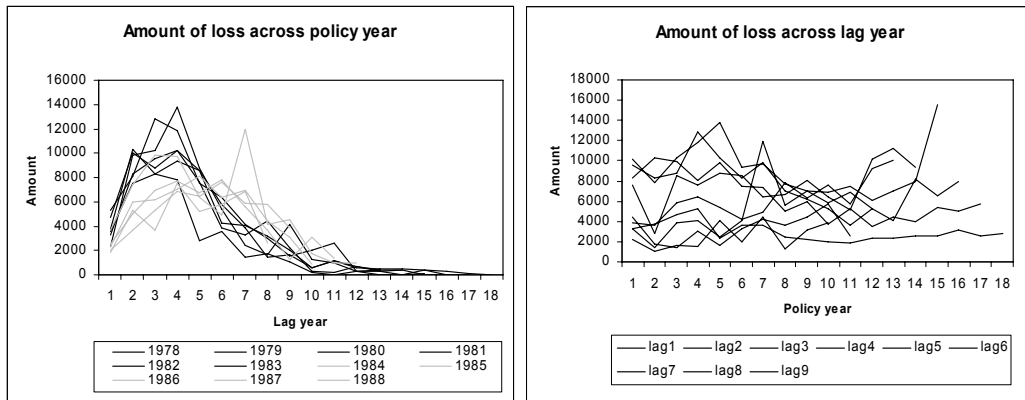 Amount of loss across policy year
16000
14000
12000
10000
8000
6000
4000
2000
0
Amount
1 2 3 4 5 6 7 8 9 10 11 12 13 14 15 16 17 18
Lag year
1978 1979 1980 1981
1982 1983 1984 1985
1986 1987 1988
Amount of loss across lag year
18000
16000
14000
12000
10000
8000
6000
4000
2000
0
Amount
1 2 3 4 5 6 7 8 9 10 11 12 13 14 15 16 17 18
Policy year
lag1 lag2 lag3 lag4 lag5 lag6
lag7 lag8 lag9